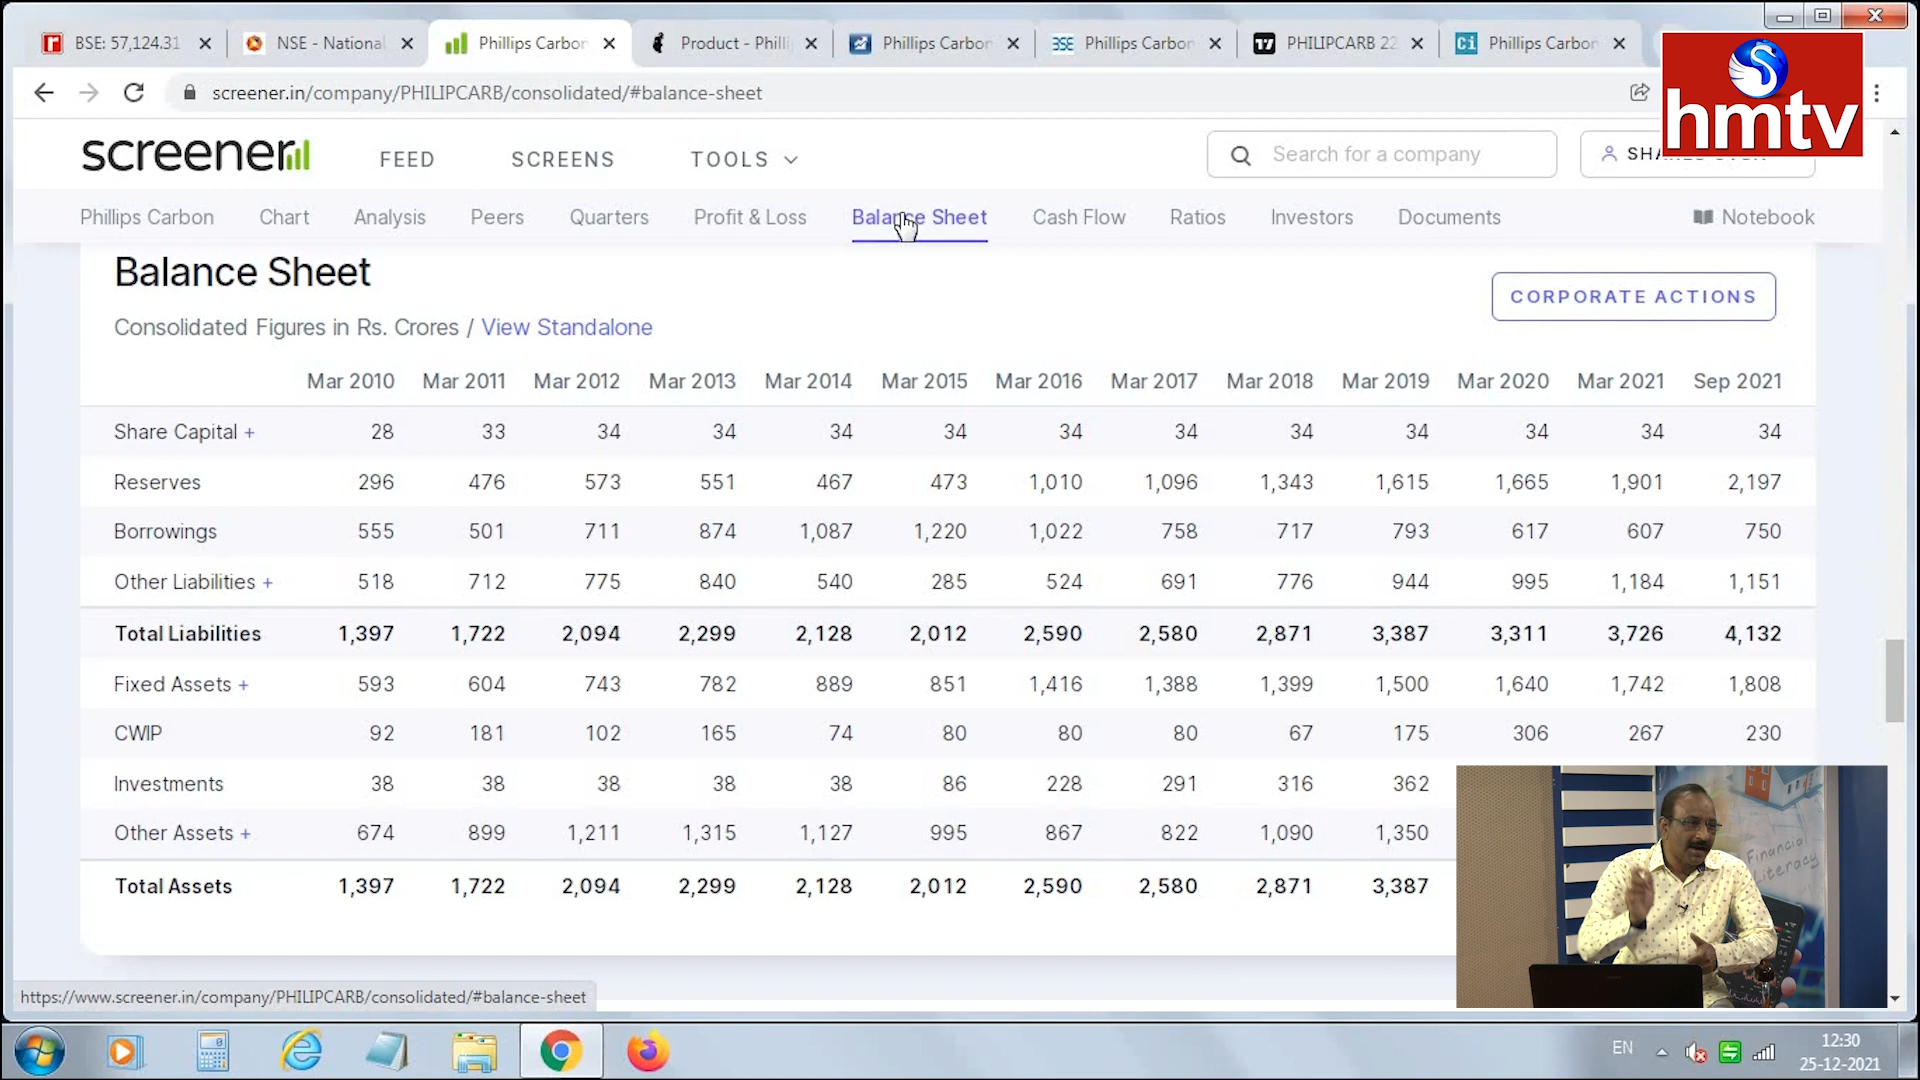 BSE: 57,124.31 NSE - National Phillips Carbon Product - Philli Phillips Carbon Phillips Carbon PHILIPCARB 22 Phillips Carbon
screener.in/company/PHILIPCARB/consolidated/#balance-sheet
hmtv
screener FEED SCREENS TOOLS Search for a company
Phillips Carbon Chart Analysis Peers Quarters Profit & Loss Balance Sheet Cash Flow Ratios Investors Documents Notebook
Balance Sheet
CORPORATE ACTIONS
Consolidated Figures in Rs. Crores / View Standalone
Mar 2010 Mar 2011 Mar 2012 Mar 2013 Mar 2014 Mar 2015 Mar 2016 Mar 2017 Mar 2018 Mar 2019 Mar 2020 Mar 2021 Sep 2021
Share Capital + 28 33 34 34 34 34 34 34 34 34 34 34 34
Reserves 296 476 573 551 467 473 1,010 1,096 1,343 1,615 1,665 1,901 2,197
Borrowings 555 501 711 874 1,087 1,220 1,022 758 717 793 617 607 750
Other Liabilities + 518 712 775 840 540 285 524 691 776 944 995 1,184 1,151
Total Liabilities 1,397 1,722 2,094 2,299 2,128 2,012 2,590 2,580 2,871 3,387 3,311 3,726 4,132
Fixed Assets + 593 604 743 782 889 851 1,416 1,388 1,399 1,500 1,640 1,742 1,808
CWIP 92 181 102 165 74 80 80 80 67 175 306 267 230
Investments 38 38 38 38 38 86 228 291 316 362
Other Assets + 674 899 1,211 1,315 1,127 995 867 822 1,090 1,350
Total Assets 1,397 1,722 2,094 2,299 2,128 2,012 2,590 2,580 2,871 3,387
Financial
Literacy
https://www.screener.in/company/PHILIPCARB/consolidated/#balance-sheet
EN 12:30
25-12-2021